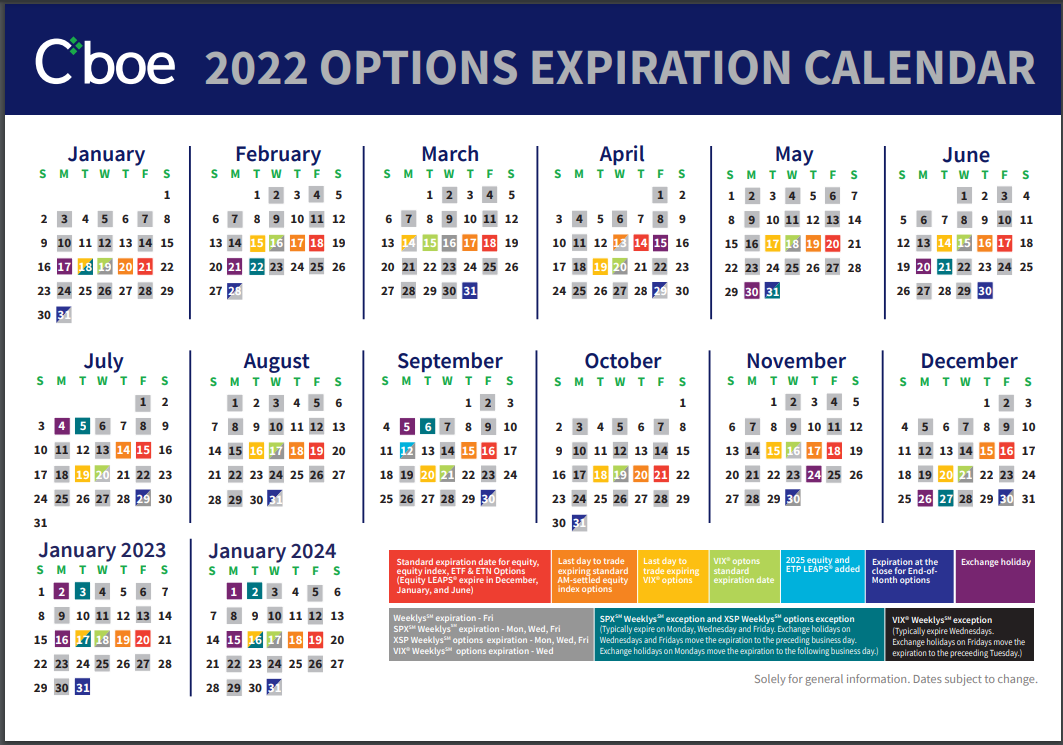 Cboe
2022 OPTIONS EXPIRATION CALENDAR
January
S M T W T F S
1
2 3 4 5 6 7 8
9 10 11 12 13 14 15
16 17 18 19 20 21 22
23 24 25 26 27 28 29
30 31
February
S M T W T F S
1 2 3 4 5
6 7 8 9 10 11 12
13 14 15 16 17 18 19
20 21 22 23 24 25 26
27 28
March
S M T W T F S
1 2 3 4 5
6 7 8 9 10 11 12
13 14 15 16 17 18 19
20 21 22 23 24 25 26
27 28 29 30 31
April
S M T W T F S
1 2
3 4 5 6 7 8 9
10 11 12 13 14 15 16
17 18 19 20 21 22 23
24 25 26 27 28 29 30
May
S M T W T F S
1 2 3 4 5 6 7
8 9 10 11 12 13 14
15 16 17 18 19 20 21
22 23 24 25 26 27 28
29 30 31
June
S M T W T F S
1 2 3 4
5 6 7 8 9 10 11
12 13 14 15 16 17 18
19 20 21 22 23 24 25
26 27 28 29 30
July
S M T W T F S
1 2
3 4 5 6 7 8 9
10 11 12 13 14 15 16
17 18 19 20 21 22 23
24 25 26 27 28 29 30
31
August
S M T W T F S
1 2 3 4 5 6
7 8 9 10 11 12 13
14 15 16 17 18 19 20
21 22 23 24 25 26 27
28 29 30 31
September
S M T W T F S
1 2 3
4 5 6 7 8 9 10
11 12 13 14 15 16 17
18 19 20 21 22 23 24
25 26 27 28 29 30
October
S M T W T F S
1
2 3 4 5 6 7 8
9 10 11 12 13 14 15
16 17 18 19 20 21 22
23 24 25 26 27 28 29
30 31
November
S M T W T F S
1 2 3 4 5
6 7 8 9 10 11 12
13 14 15 16 17 18 19
20 21 22 23 24 25 26
27 28 29 30
December
S M T W T F S
1 2 3
4 5 6 7 8 9 10
11 12 13 14 15 16 17
18 19 20 21 22 23 24
25 26 27 28 29 30 31
January 2023
S M T W T F S
1 2 3 4 5 6 7
8 9 10 11 12 13 14
15 16 17 18 19 20 21
22 23 24 25 26 27 28
29 30 31
January 2024
S M T W T F S
1 2 3 4 5 6
7 8 9 10 11 12 13
14 15 16 17 18 19 20
21 22 23 24 25 26 27
28 29 30 31
Standard expiration date for equity,
equity index, ETF & ETN Options
(Equity LEAPS® expire in December,
January, and June)
Last day to trade
expiring standard
AM-settled equity
index options
Last day to
trade expiring
VIX® options
VIX® optons
standard
expiration date
2025 equity and
ETP LEAPS® added
Expiration at the
close for End-of-
Month options
Exchange holiday
Weeklys℠ expiration - Fri
SPX℠ Weeklys℠ expiration - Mon, Wed, Fri
XSP Weeklys℠ options expiration - Mon, Wed, Fri
VIX® Weeklys℠ options expiration - Wed
SPX℠ Weeklys℠ exception and XSP Weeklys℠ options exception
(Typically expire on Monday, Wednesday and Friday. Exchange holidays on
Wednesdays and Fridays move the expiration to the preceding business day.
Exchange holidays on Mondays move the expiration to the following business day.)
VIX® Weeklys℠ exception
(Typically expire Wednesdays.
Exchange holidays on Fridays move the
expiration to the preceeding Tuesday.)
Solely for general information. Dates subject to change.